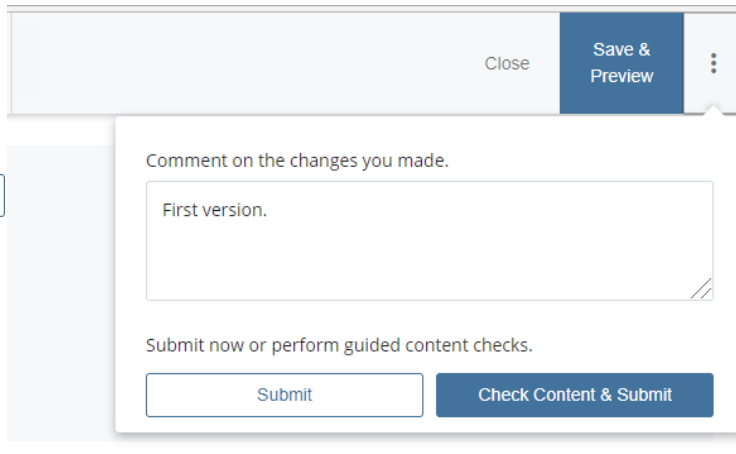 Close
Save &
Preview
Comment on the changes you made.
First version.
Submit now or perform guided content checks.
Submit
Check Content & Submit